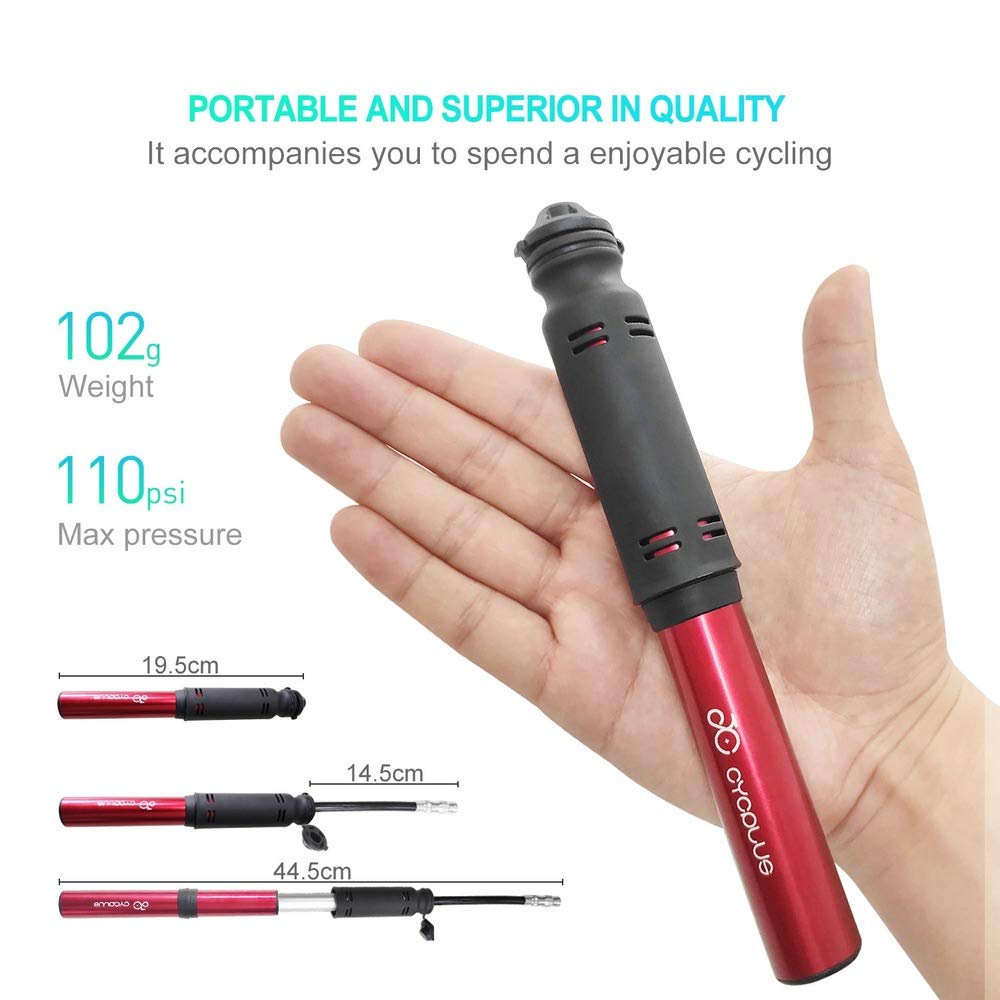 PORTABLE AND SUPERIOR IN QUALITY
It accompanies you to spend a enjoyable cycling
102g
Weight
110psi
Max pressure
19.5cm
CYCPLUS
14.5cm
CYCPLUS
44.5cm
CYCPLUS
CYCPLUS